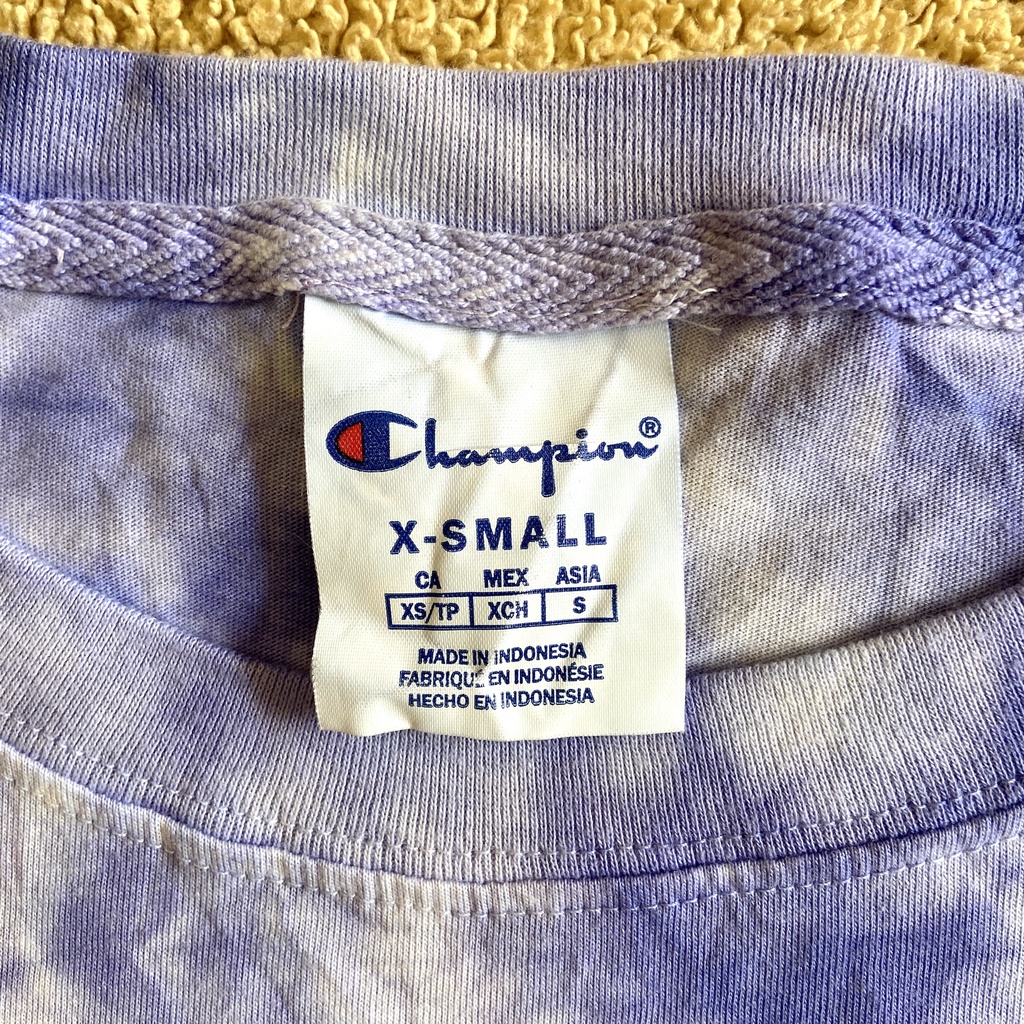 Champion®
X-SMALL
CA MEX ASIA
XS/TP XCH S
MADE IN INDONESIA
FABRIQUÉ EN INDONÉSIE
HECHO EN INDONESIA